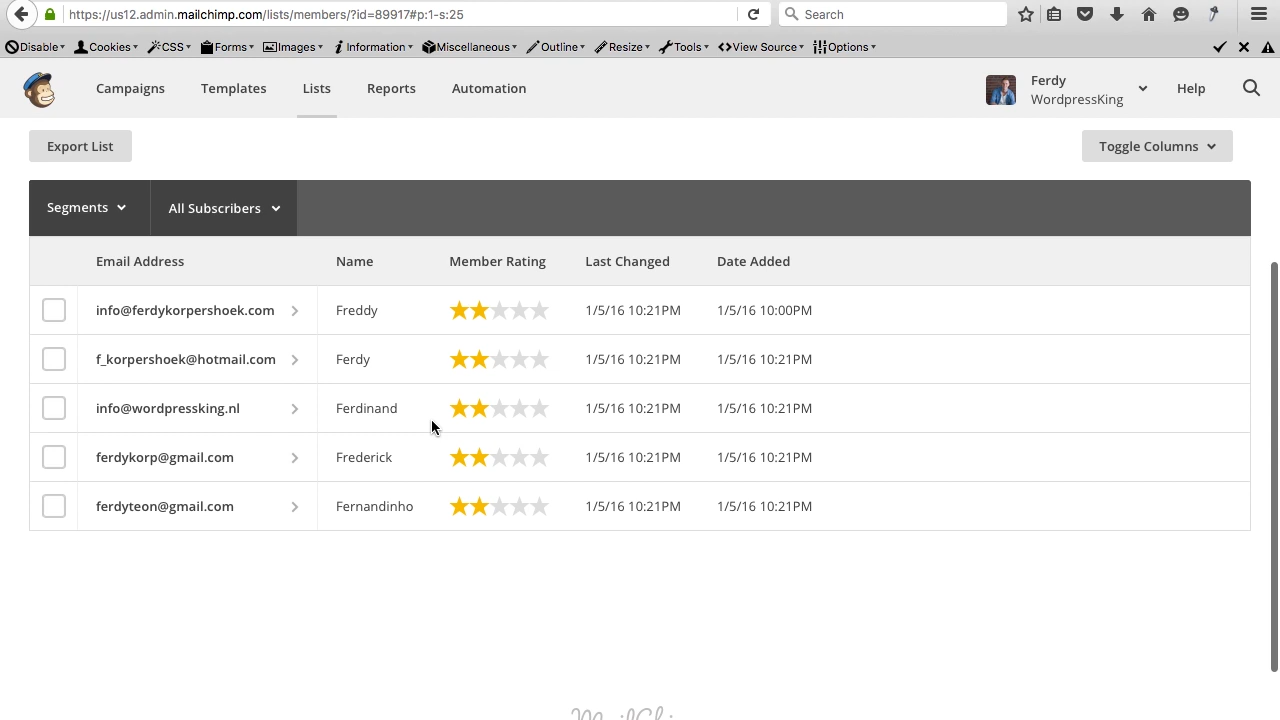 https://us12.admin.mailchimp.com/lists/members/?id=89917#p:1-s:25 Search
Disable Cookies CSS Forms Images Information Miscellaneous Outline Resize Tools View Source Options
Campaigns Templates Lists Reports Automation Ferdy Help
WordpressKing
Export List Toggle Columns
Segments All Subscribers
Email Address Name Member Rating Last Changed Date Added
info@ferdykorpershoek.com Freddy 1/5/16 10:21PM 1/5/16 10:00PM
f_korpershoek@hotmail.com Ferdy 1/5/16 10:21PM 1/5/16 10:21PM
info@wordpressking.nl Ferdinand 1/5/16 10:21PM 1/5/16 10:21PM
ferdykorp@gmail.com Frederick 1/5/16 10:21PM 1/5/16 10:21PM
ferdyteon@gmail.com Fernandinho 1/5/16 10:21PM 1/5/16 10:21PM